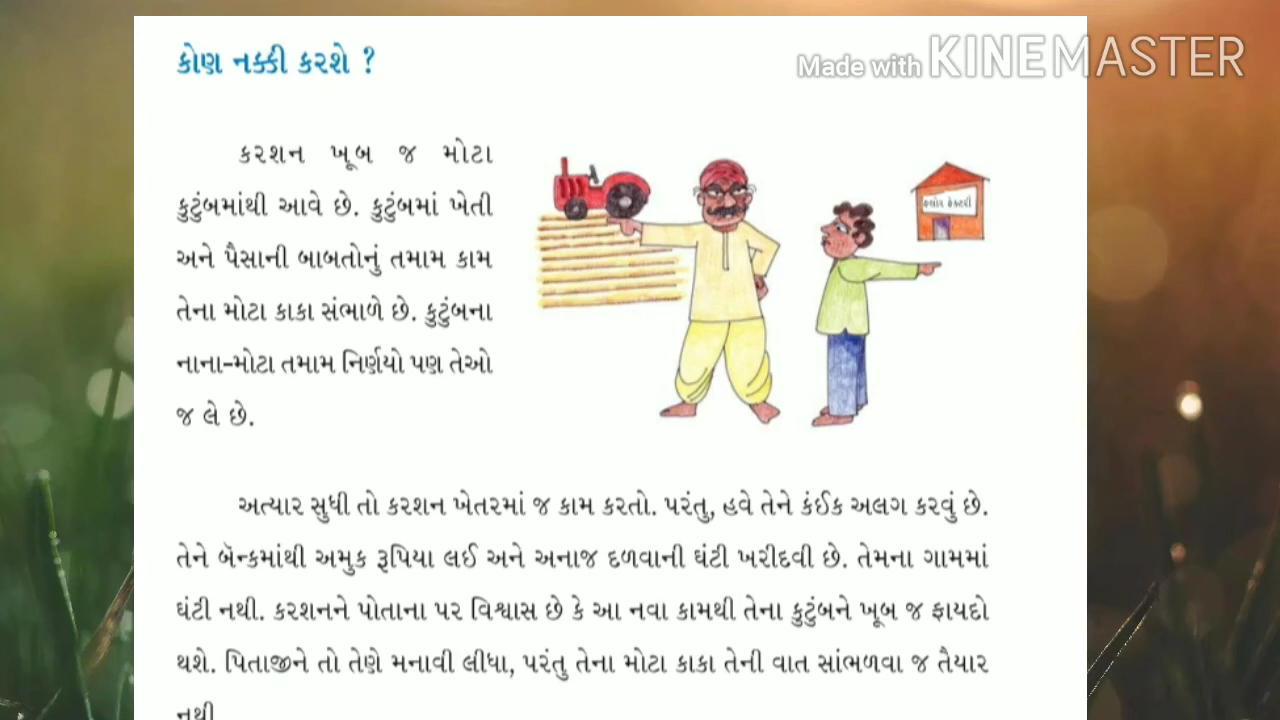 કોણ નક્કી કરશે ?
Made with KINEMASTER
કરશન ખૂબ જ મોટા
કુટુંબમાંથી આવે છે. કુટુંબમાં ખેતી
અને પૈસાની બાબતોનું તમામ કામ
તેના મોટા કાકા સંભાળે છે. કુટુંબના
નાના-મોટા તમામ નિર્ણયો પણ તેઓ
જ લે છે.
ફ્લોર ફેક્ટરી
અત્યાર સુધી તો કરશન ખેતરમાં જ કામ કરતો. પરંતુ, હવે તેને કંઈક અલગ કરવું છે.
તેને બૅન્કમાંથી અમુક રૂપિયા લઈ અને અનાજ દળવાની ઘંટી ખરીદવી છે. તેમના ગામમાં
ઘંટી નથી. કરશનને પોતાના પર વિશ્વાસ છે કે આ નવા કામથી તેના કુટુંબને ખૂબ જ ફાયદો
થશે. પિતાજીને તો તેણે મનાવી લીધા, પરંતુ તેના મોટા કાકા તેની વાત સાંભળવા જ તૈયાર
નથી